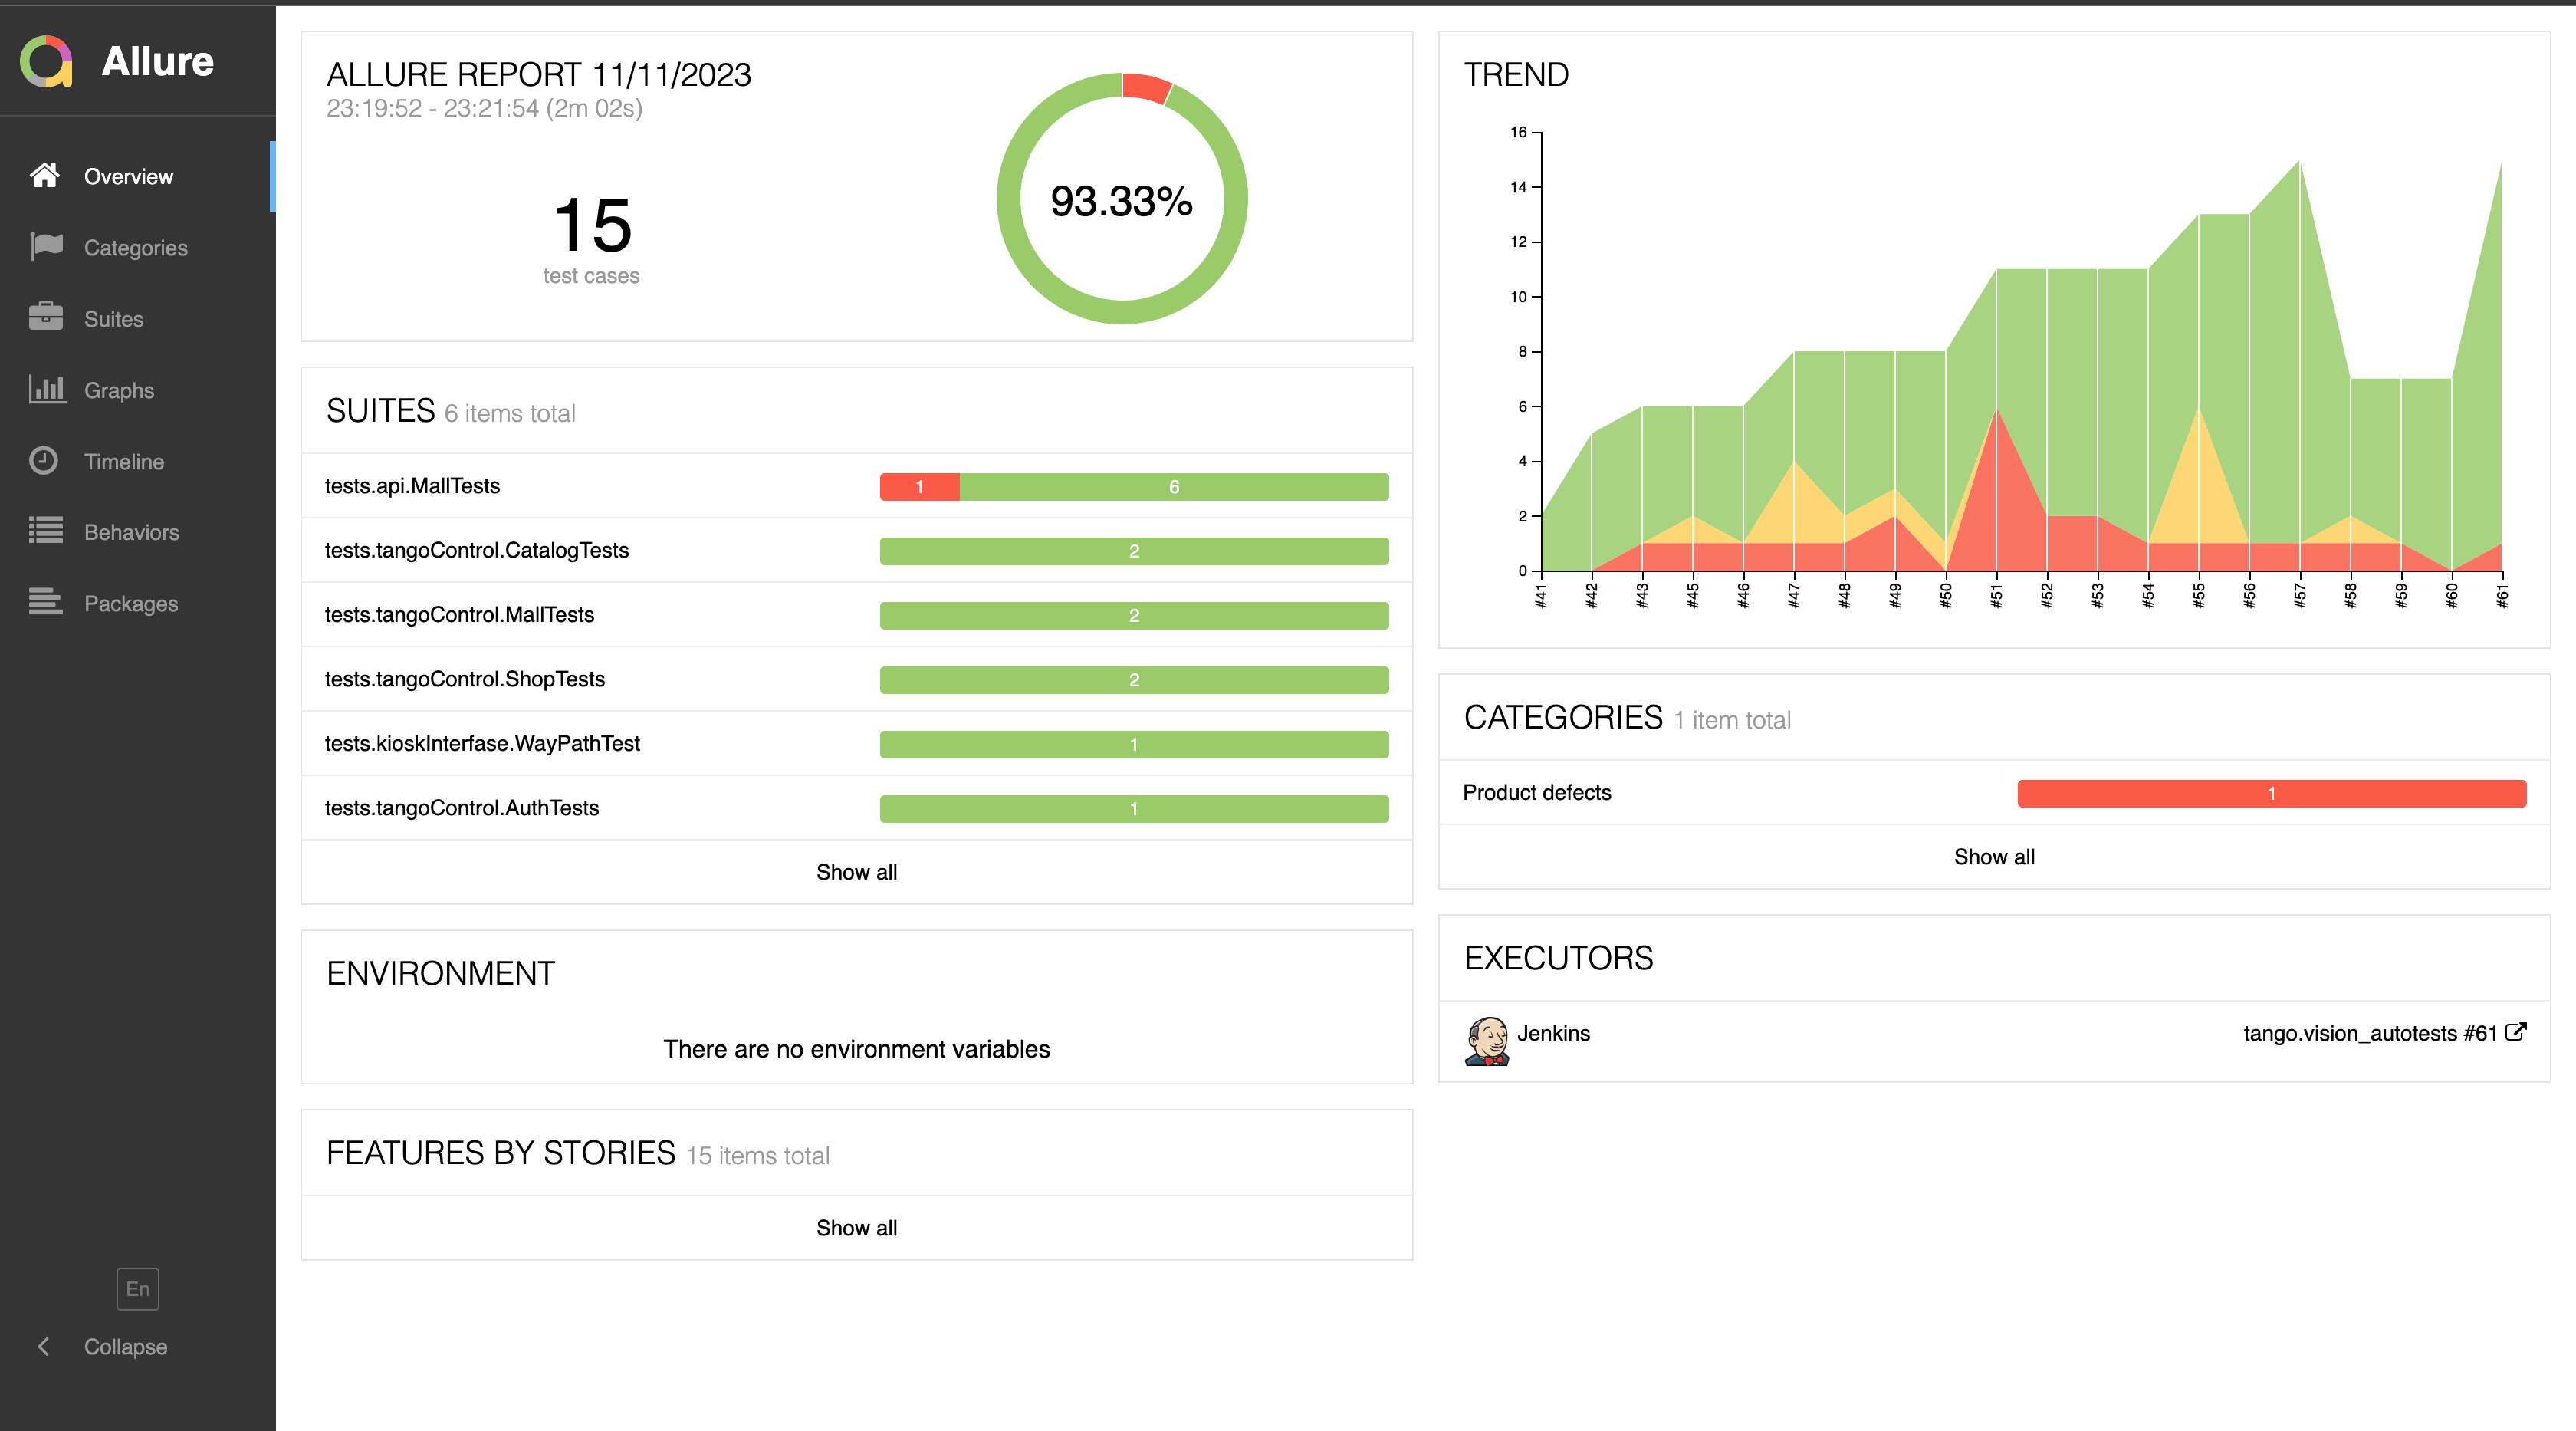 Allure
Overview
Categories
Suites
Graphs
Timeline
Behaviors
Packages
En
Collapse
ALLURE REPORT 11/11/2023
23:19:52 - 23:21:54 (2m 02s)
15
test cases
93.33%
SUITES 6 items total
tests.api.MallTests 1 6
tests.tangoControl.CatalogTests 2
tests.tangoControl.MallTests 2
tests.tangoControl.ShopTests 2
tests.kioskInterfase.WayPathTest 1
tests.tangoControl.AuthTests 1
Show all
ENVIRONMENT
There are no environment variables
FEATURES BY STORIES 15 items total
Show all
TREND
16
14
12
10
8
6
4
2
0
#41 #42 #43 #45 #46 #47 #48 #49 #50 #51 #52 #53 #54 #55 #56 #57 #58 #59 #60 #61
CATEGORIES 1 item total
Product defects 1
Show all
EXECUTORS
Jenkins tango.vision_autotests #61